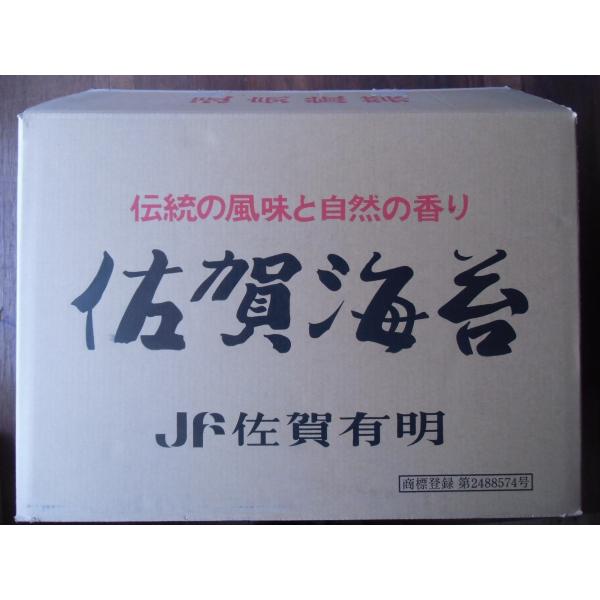 伝統の風味と自然の香り
佐賀海苔
JF佐賀有明
商標登録 第2488574号